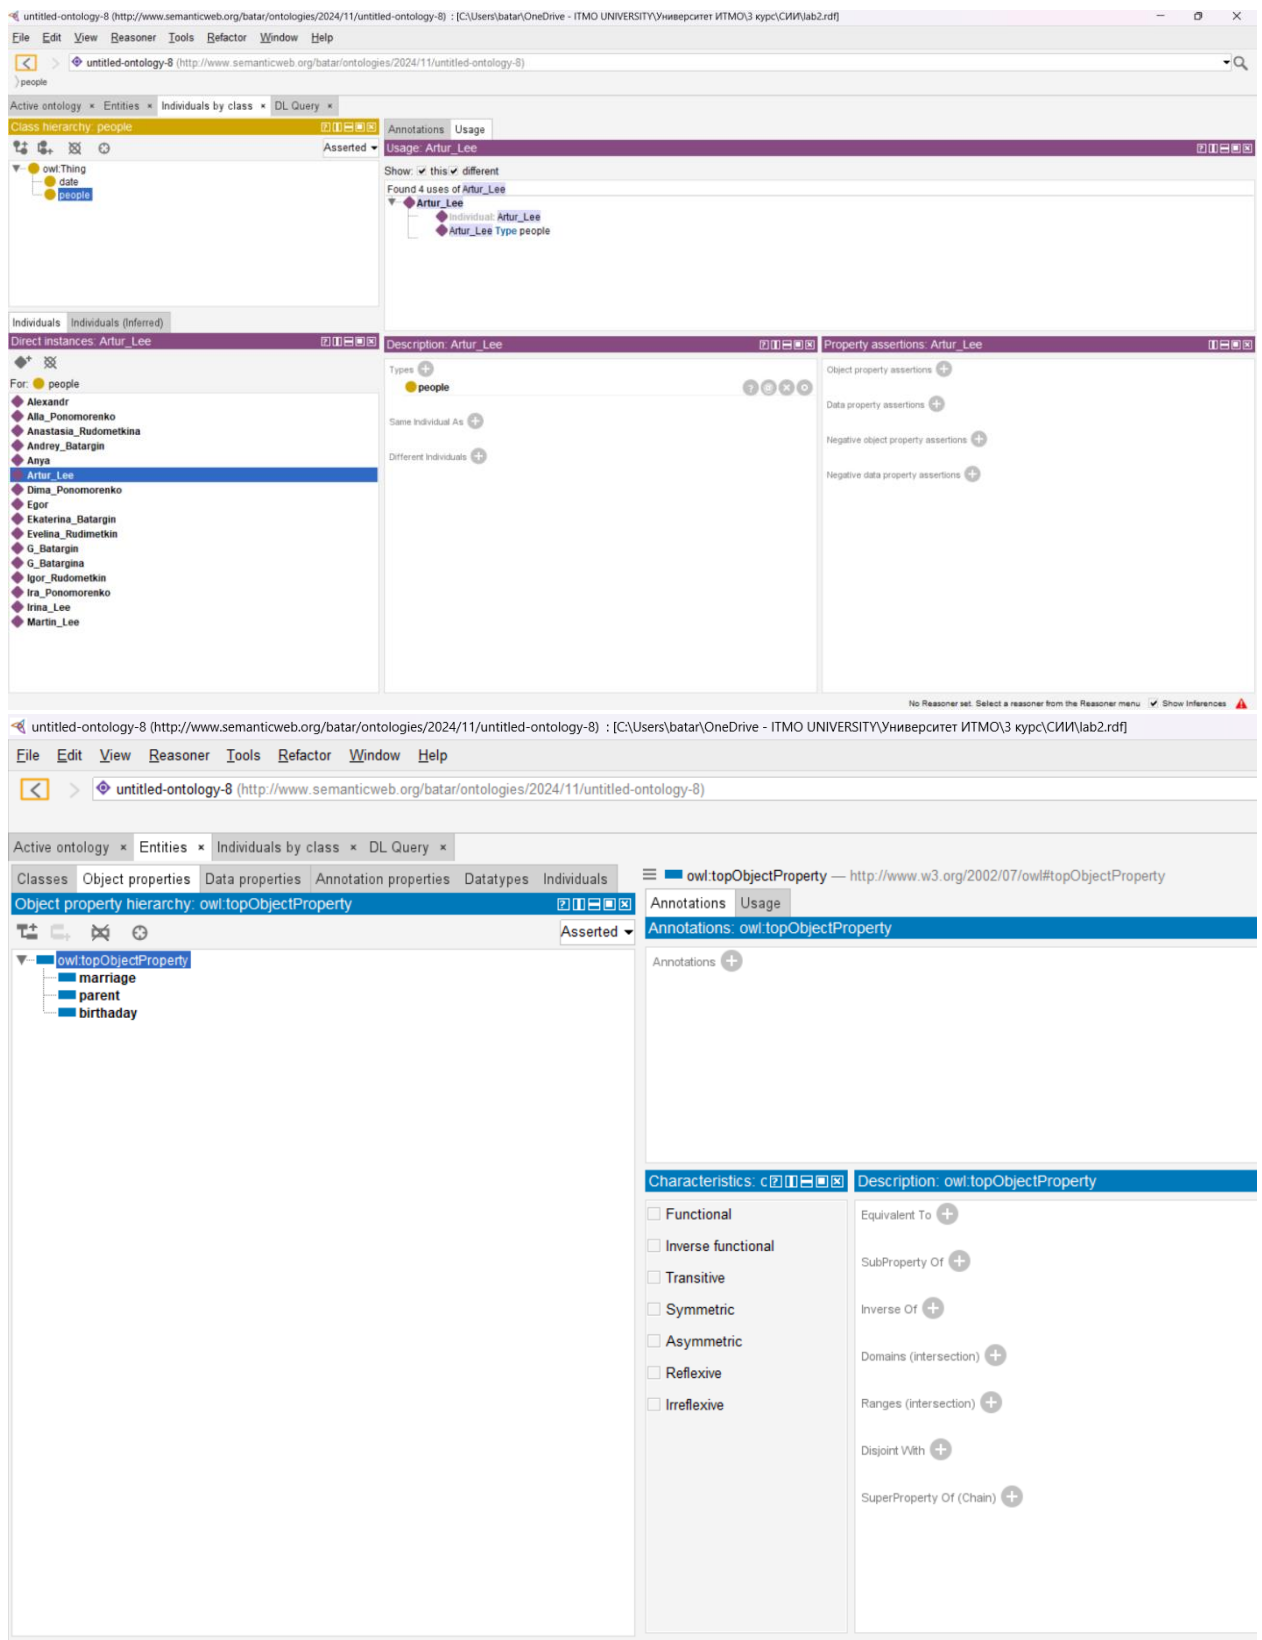 untitled-ontology-8 (http://www.semanticweb.org/batar/ontologies/2024/11/untitled-ontology-8) : [C:\Users\batar\OneDrive - ITMO UNIVERSITY\Университет ИТМО\3 курс\СИИ\lab2.rdf]
File Edit View Reasoner Tools Refactor Window Help
untitled-ontology-8 (http://www.semanticweb.org/batar/ontologies/2024/11/untitled-ontology-8)
people
Active ontology × Entities × Individuals by class × DL Query ×
Class hierarchy: people
Asserted
owl:Thing
date
people
Annotations Usage
Usage: Artur_Lee
Show: this different
Found 4 uses of Artur_Lee
Artur_Lee
Individual: Artur_Lee
Artur_Lee Type people
Individuals Individuals (Inferred)
Direct instances: Artur_Lee
For: people
Alexandr
Alla_Ponomorenko
Anastasia_Rudometkina
Andrey_Batargin
Anya
Artur_Lee
Dima_Ponomorenko
Egor
Ekaterina_Batargin
Evelina_Rudimetkin
G_Batargin
G_Batargina
Igor_Rudometkin
Ira_Ponomorenko
Irina_Lee
Martin_Lee
Description: Artur_Lee
Types
people
Same Individual As
Different Individuals
Property assertions: Artur_Lee
Object property assertions
Data property assertions
Negative object property assertions
Negative data property assertions
No Reasoner set. Select a reasoner from the Reasoner menu Show Inferences
untitled-ontology-8 (http://www.semanticweb.org/batar/ontologies/2024/11/untitled-ontology-8) : [C:\Users\batar\OneDrive - ITMO UNIVERSITY\Университет ИТМО\3 курс\СИИ\lab2.rdf]
File Edit View Reasoner Tools Refactor Window Help
untitled-ontology-8 (http://www.semanticweb.org/batar/ontologies/2024/11/untitled-ontology-8)
Active ontology × Entities × Individuals by class × DL Query ×
Classes Object properties Data properties Annotation properties Datatypes Individuals
Object property hierarchy: owl:topObjectProperty
Asserted
owl:topObjectProperty
marriage
parent
birthaday
owl:topObjectProperty — http://www.w3.org/2002/07/owl#topObjectProperty
Annotations Usage
Annotations: owl:topObjectProperty
Annotations
Characteristics: c
Functional
Inverse functional
Transitive
Symmetric
Asymmetric
Reflexive
Irreflexive
Description: owl:topObjectProperty
Equivalent To
SubProperty Of
Inverse Of
Domains (intersection)
Ranges (intersection)
Disjoint With
SuperProperty Of (Chain)